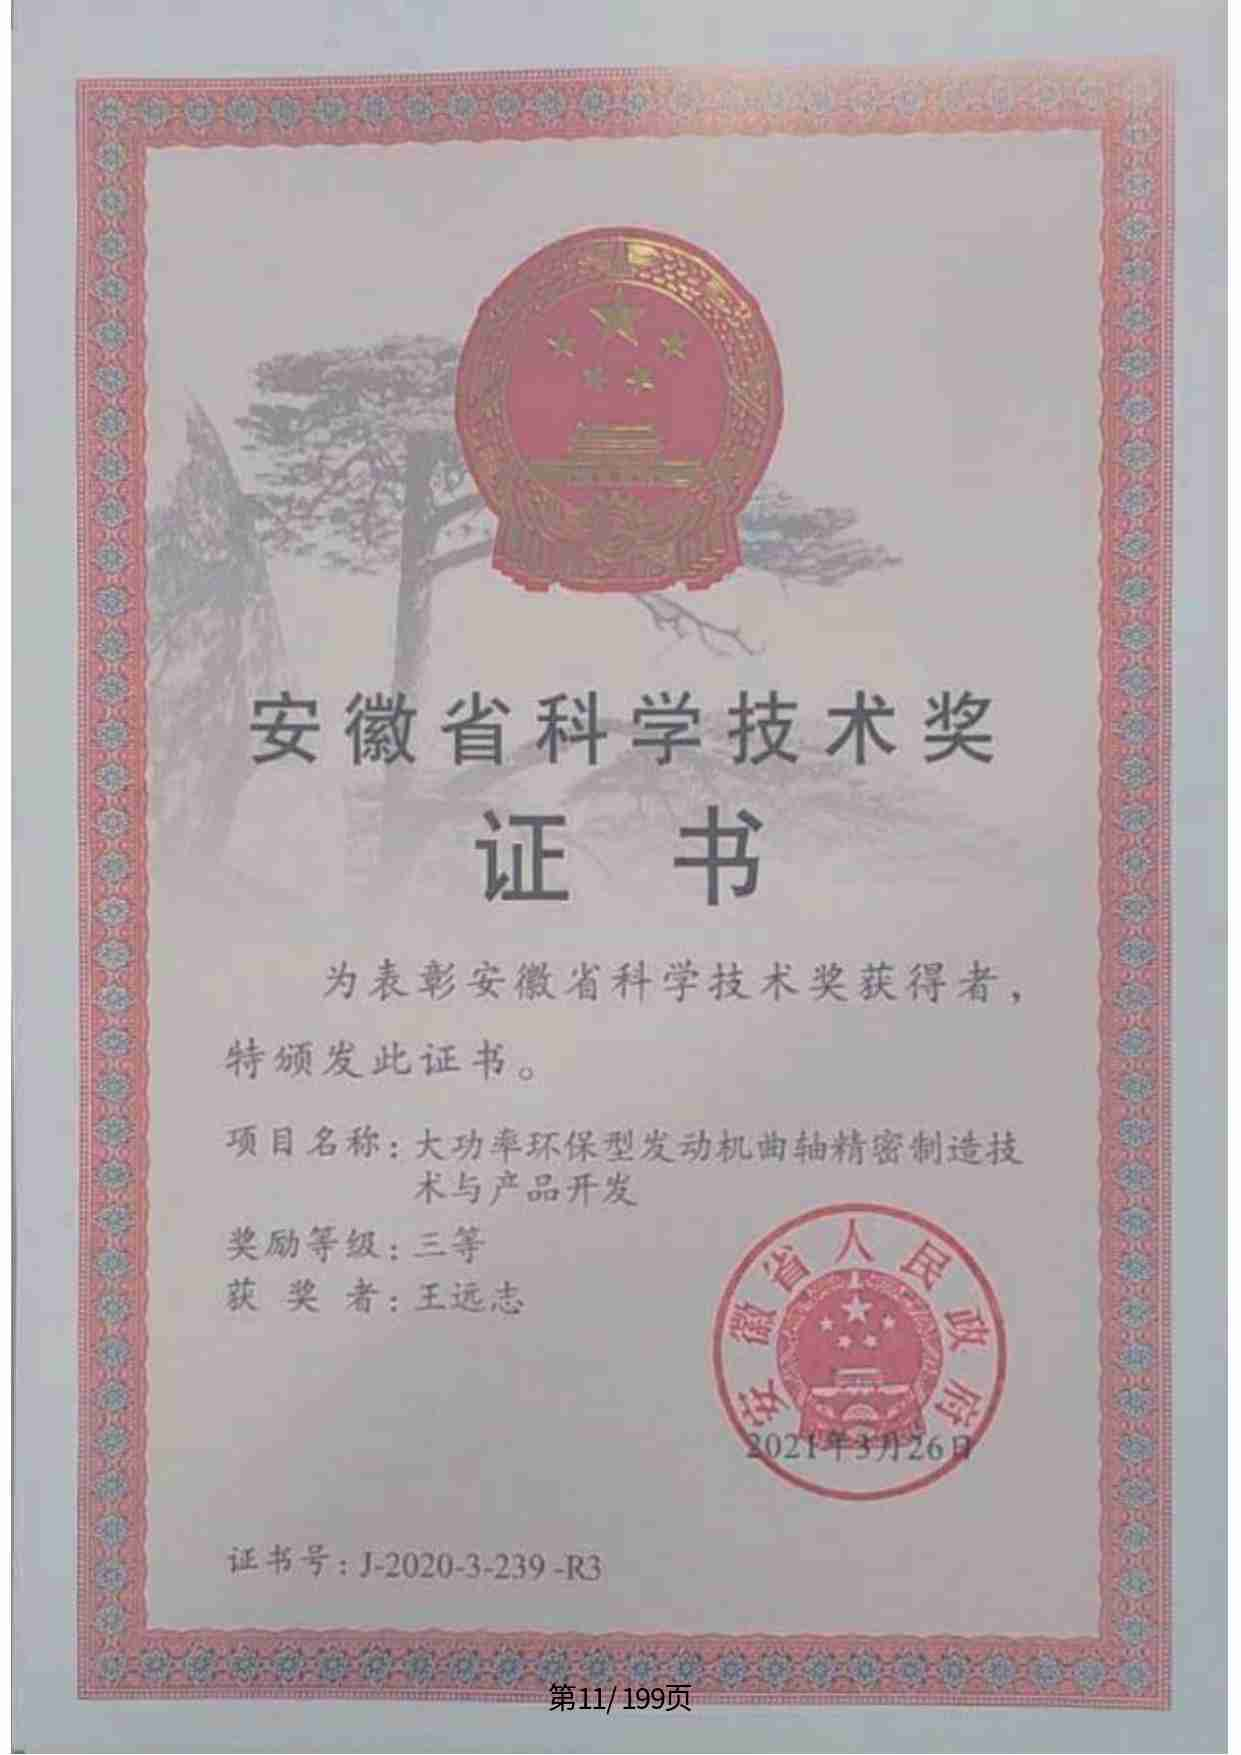 安徽省科学技术奖
证书
为表彰安徽省科学技术奖获得者，
特颁发此证书。
项目名称：大功率环保型发动机曲轴精密制造技
术与产品开发
奖励等级：三等
获奖者：王远志
安徽省人民政府
2021年3月26日
证书号：J-2020-3-239 -R3
第11/ 199页